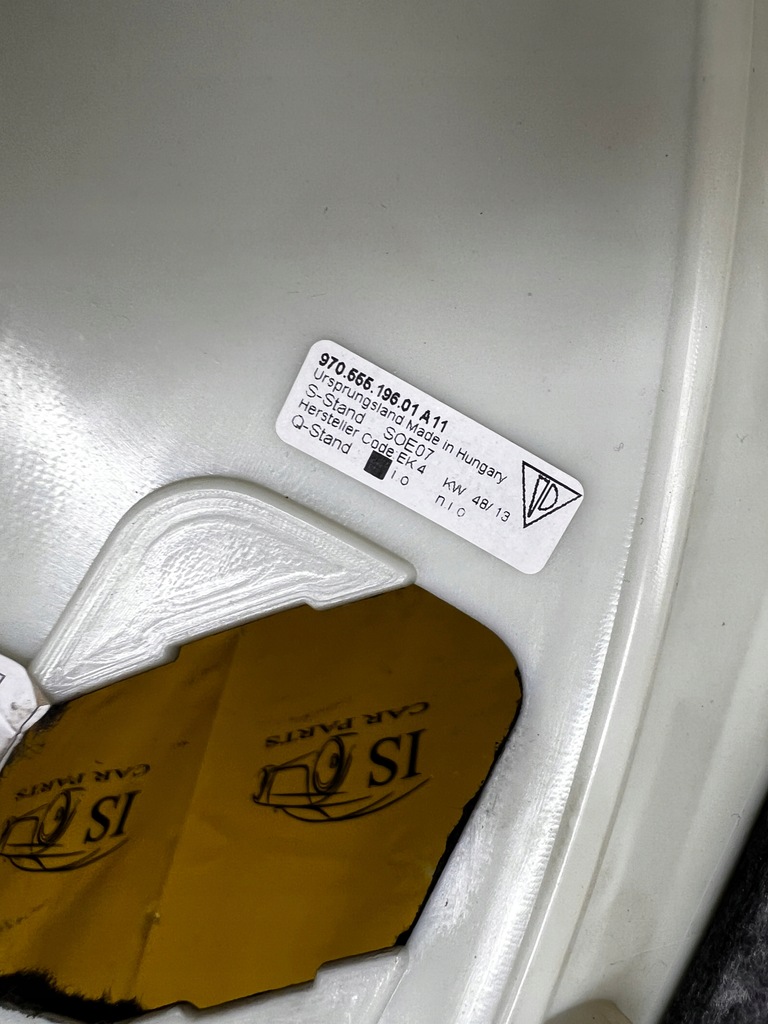 970.555.196.01 A11
Ursprungsland Made in Hungary
S-Stand SOE07
Hersteller Code EK4 KW 48/13
Q-Stand I.O n.I O
CAR PARTS
IS
CAR PARTS
IS